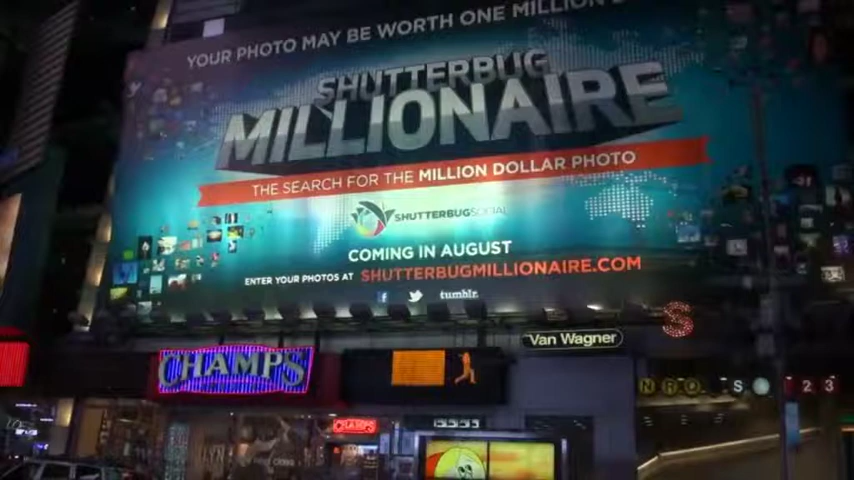 YOUR PHOTO MAY BE WORTH ONE MILLION
SHUTTERBUG
MILLIONAIRE
THE SEARCH FOR THE MILLION DOLLAR PHOTO
SHUTTERBUGSOCIAL
COMING IN AUGUST
ENTER YOUR PHOTOS AT SHUTTERBUGMILLIONAIRE.COM
tumblr.
S
Van Wagner
CHAMPS
N R Q S 2 3
CHAMPS